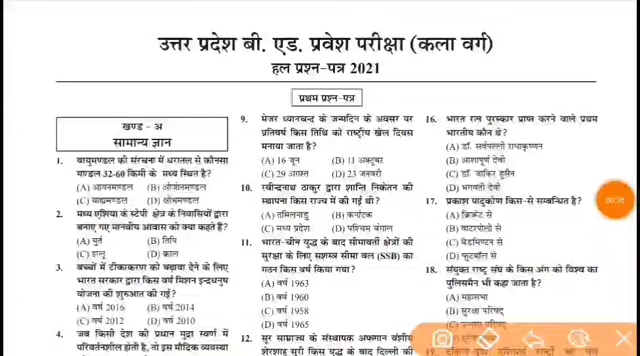 उत्तर प्रदेश बी. एड. प्रवेश परीक्षा (कला वर्ग)
हल प्रश्न-पत्र 2021
प्रथम प्रश्न-पत्र
खण्ड - अ
सामान्य ज्ञान
1. वायुमण्डल की संरचना में धरातल से कौनसा
मण्डल 32-60 किमी के मध्य स्थित है?
(A) आयनमण्डल (B) ओजोनमण्डल
(C) बाह्यमण्डल (D) क्षोभमण्डल
2. मध्य एशिया के स्टेपी क्षेत्र के निवासियों द्वारा
बनाए गए मानवीय आवास को क्या कहते हैं?
(A) युर्त (B) तिपि
(C) इग्लू (D) क्राल
3. बच्चों में टीकाकरण को बढ़ावा देने के लिए
भारत सरकार द्वारा किस वर्ष मिशन इन्द्रधनुष
योजना की शुरुआत की गई?
(A) वर्ष 2016 (B) वर्ष 2014
(C) वर्ष 2012 (D) वर्ष 2010
4. जब किसी देश की प्रधान मुद्रा स्वर्ण में
परिवर्तनशील होती है, तो इस मौद्रिक व्यवस्था
9. मेजर ध्यानचन्द के जन्मदिन के अवसर पर
प्रतिवर्ष किस तिथि को राष्ट्रीय खेल दिवस
मनाया जाता है?
(A) 16 जून (B) 11 अक्टूबर
(C) 29 अगस्त (D) 23 जनवरी
10. रवीन्द्रनाथ ठाकुर द्वारा शान्ति निकेतन की
स्थापना किस राज्य में की गई थी?
(A) तमिलनाडु (B) कर्नाटक
(C) मध्य प्रदेश (D) पश्चिम बंगाल
11. भारत-चीन युद्ध के बाद सीमावर्ती क्षेत्रों की
सुरक्षा के लिए सशस्त्र सीमा बल (SSB) का
गठन किस वर्ष किया गया?
(A) वर्ष 1963
(B) वर्ष 1960
(C) वर्ष 1958
(D) वर्ष 1965
12. सूर साम्राज्य के संस्थापक अफगान वंशीय
शेरशाह सूरी किस युद्ध के बाद दिल्ली की
16. भारत रत्न पुरस्कार प्राप्त करने वाले प्रथम
भारतीय कौन थे?
(A) डॉ. सर्वपल्ली राधाकृष्णन
(B) आशापूर्णा देवी
(C) डॉ. जाकिर हुसैन
(D) भगवती देवी
17. प्रकाश पादुकोण किस-से सम्बन्धित है?
(A) क्रिकेट से
(B) वाटरपोलो से
(C) बैडमिण्टन से
(D) फुटबॉल से
18. संयुक्त राष्ट्र संघ के किस अंग को विश्व का
पुलिसमैन भी कहा जाता है?
(A) महासभा
(B) सुरक्षा परिषद्
19.